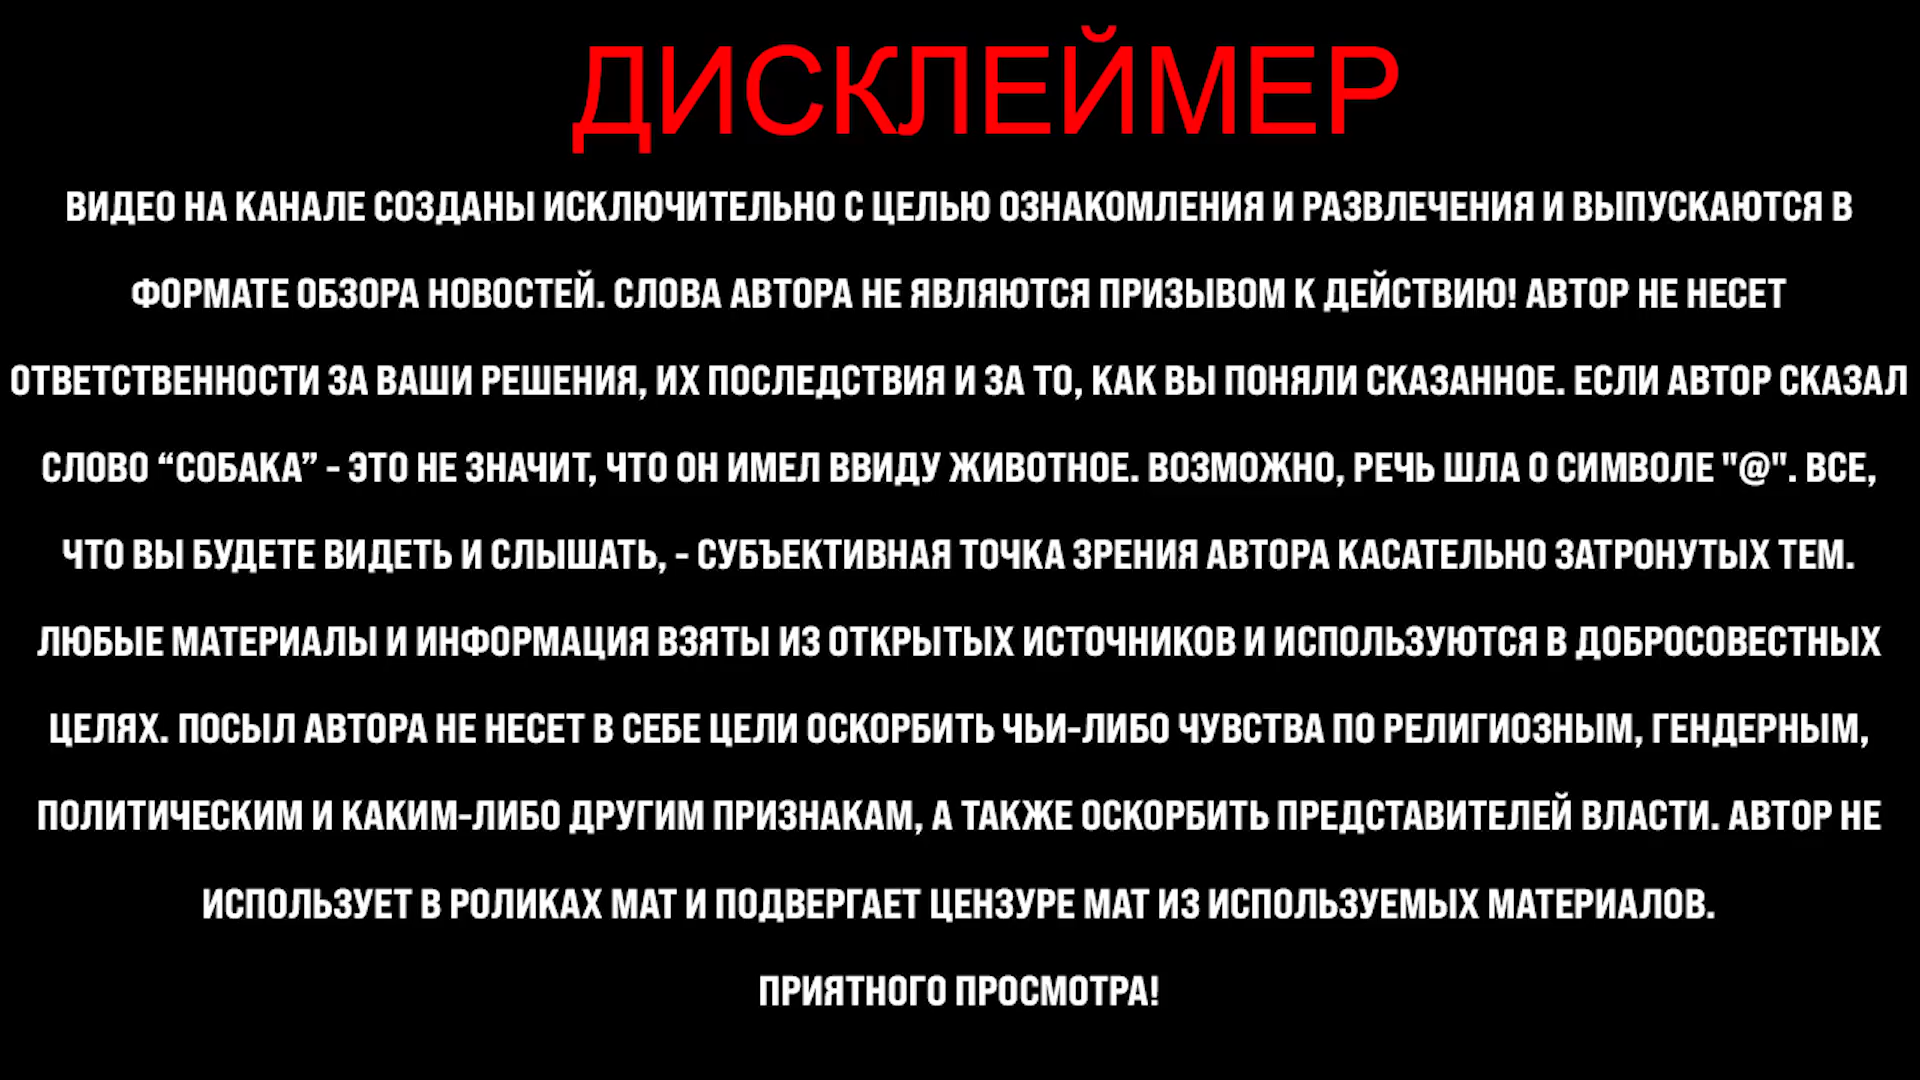 ДИСКЛЕЙМЕР
ВИДЕО НА КАНАЛЕ СОЗДАНЫ ИСКЛЮЧИТЕЛЬНО С ЦЕЛЬЮ ОЗНАКОМЛЕНИЯ И РАЗВЛЕЧЕНИЯ И ВЫПУСКАЮТСЯ В
ФОРМАТЕ ОБЗОРА НОВОСТЕЙ. СЛОВА АВТОРА НЕ ЯВЛЯЮТСЯ ПРИЗЫВОМ К ДЕЙСТВИЮ! АВТОР НЕ НЕСЕТ
ОТВЕТСТВЕННОСТИ ЗА ВАШИ РЕШЕНИЯ, ИХ ПОСЛЕДСТВИЯ И ЗА ТО, КАК ВЫ ПОНЯЛИ СКАЗАННОЕ. ЕСЛИ АВТОР СКАЗАЛ
СЛОВО “СОБАКА” - ЭТО НЕ ЗНАЧИТ, ЧТО ОН ИМЕЛ ВВИДУ ЖИВОТНОЕ. ВОЗМОЖНО, РЕЧЬ ШЛА О СИМВОЛЕ "@". ВСЕ,
ЧТО ВЫ БУДЕТЕ ВИДЕТЬ И СЛЫШАТЬ, - СУБЪЕКТИВНАЯ ТОЧКА ЗРЕНИЯ АВТОРА КАСАТЕЛЬНО ЗАТРОНУТЫХ ТЕМ.
ЛЮБЫЕ МАТЕРИАЛЫ И ИНФОРМАЦИЯ ВЗЯТЫ ИЗ ОТКРЫТЫХ ИСТОЧНИКОВ И ИСПОЛЬЗУЮТСЯ В ДОБРОСОВЕСТНЫХ
ЦЕЛЯХ. ПОСЫЛ АВТОРА НЕ НЕСЕТ В СЕБЕ ЦЕЛИ ОСКОРБИТЬ ЧЬИ-ЛИБО ЧУВСТВА ПО РЕЛИГИОЗНЫМ, ГЕНДЕРНЫМ,
ПОЛИТИЧЕСКИМ И КАКИМ-ЛИБО ДРУГИМ ПРИЗНАКАМ, А ТАКЖЕ ОСКОРБИТЬ ПРЕДСТАВИТЕЛЕЙ ВЛАСТИ. АВТОР НЕ
ИСПОЛЬЗУЕТ В РОЛИКАХ МАТ И ПОДВЕРГАЕТ ЦЕНЗУРЕ МАТ ИЗ ИСПОЛЬЗУЕМЫХ МАТЕРИАЛОВ.
ПРИЯТНОГО ПРОСМОТРА!